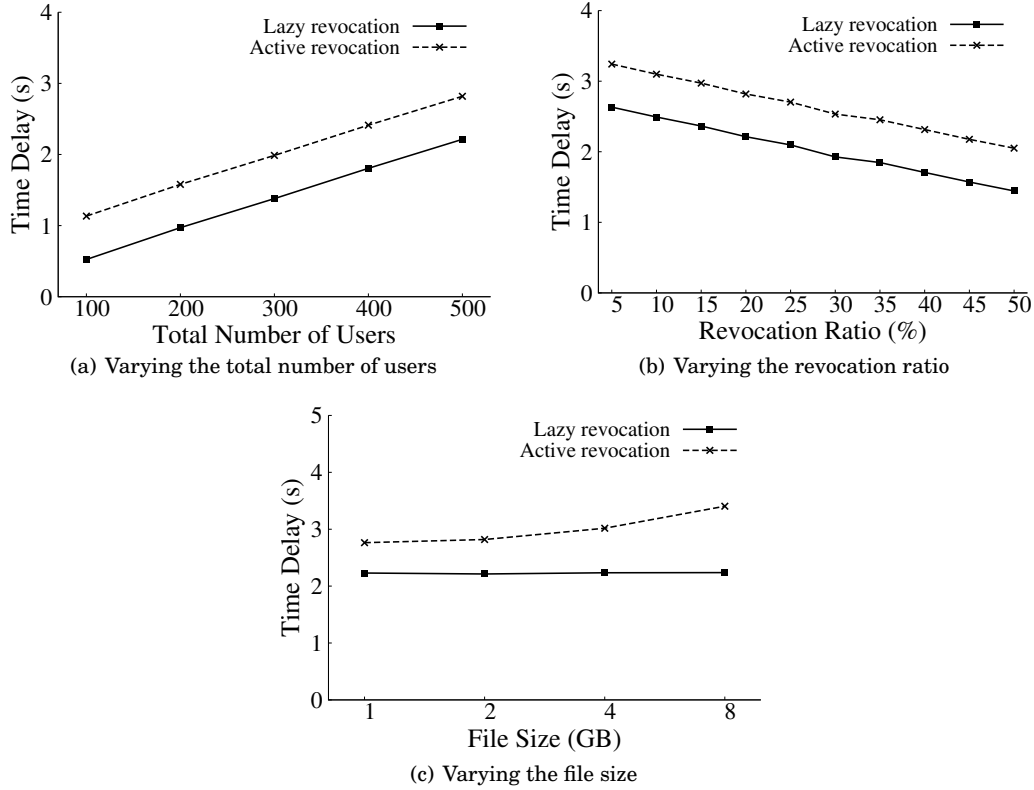 4
3
2
1
0
Time Delay (s)
Lazy revocation
Active revocation
100 200 300 400 500
Total Number of Users
(a) Varying the total number of users
4
3
2
1
0
Time Delay (s)
Lazy revocation
Active revocation
5 10 15 20 25 30 35 40 45 50
Revocation Ratio (%)
(b) Varying the revocation ratio
5
4
3
2
1
0
Time Delay (s)
Lazy revocation
Active revocation
1 2 4 8
File Size (GB)
(c) Varying the file size